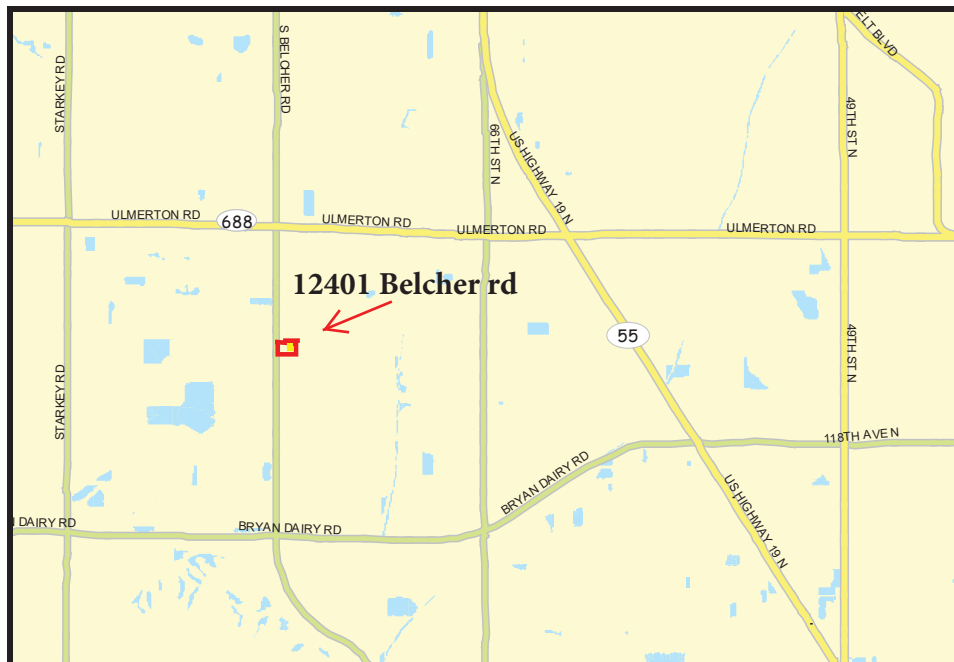 ELT BLVD
S BELCHER RD
STARKEY RD
66TH ST N
49TH ST N
US HIGHWAY 19 N
ULMERTON RD
688
ULMERTON RD
ULMERTON RD
ULMERTON RD
12401 Belcher rd
55
49TH ST N
STARKEY RD
118TH AVE N
BRYAN DAIRY RD
US HIGHWAY 19 N
N DAIRY RD
BRYAN DAIRY RD